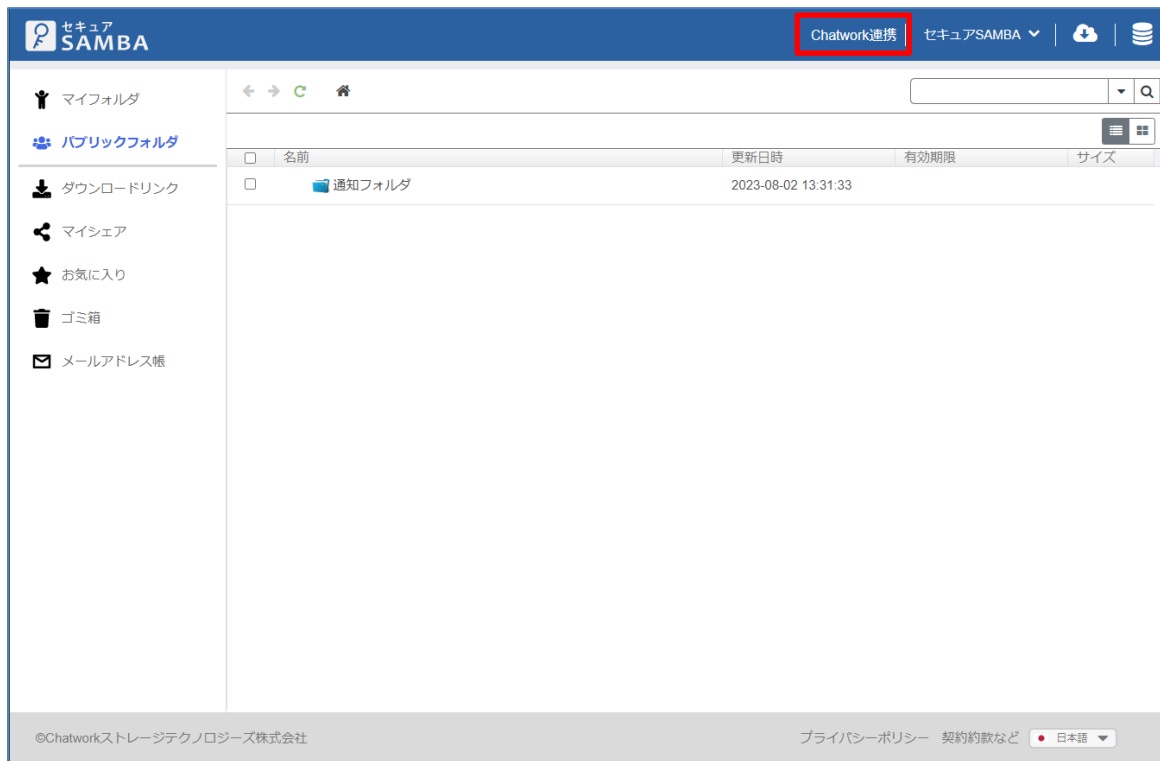 セキュア
SAMBA
Chatwork連携
セキュアSAMBA
マイフォルダ
パブリックフォルダ
ダウンロードリンク
マイシェア
お気に入り
ゴミ箱
メールアドレス帳
名前 更新日時 有効期限 サイズ
通知フォルダ 2023-08-02 13:31:33
©Chatworkストレージテクノロジーズ株式会社 プライバシーポリシー 契約約款など 日本語